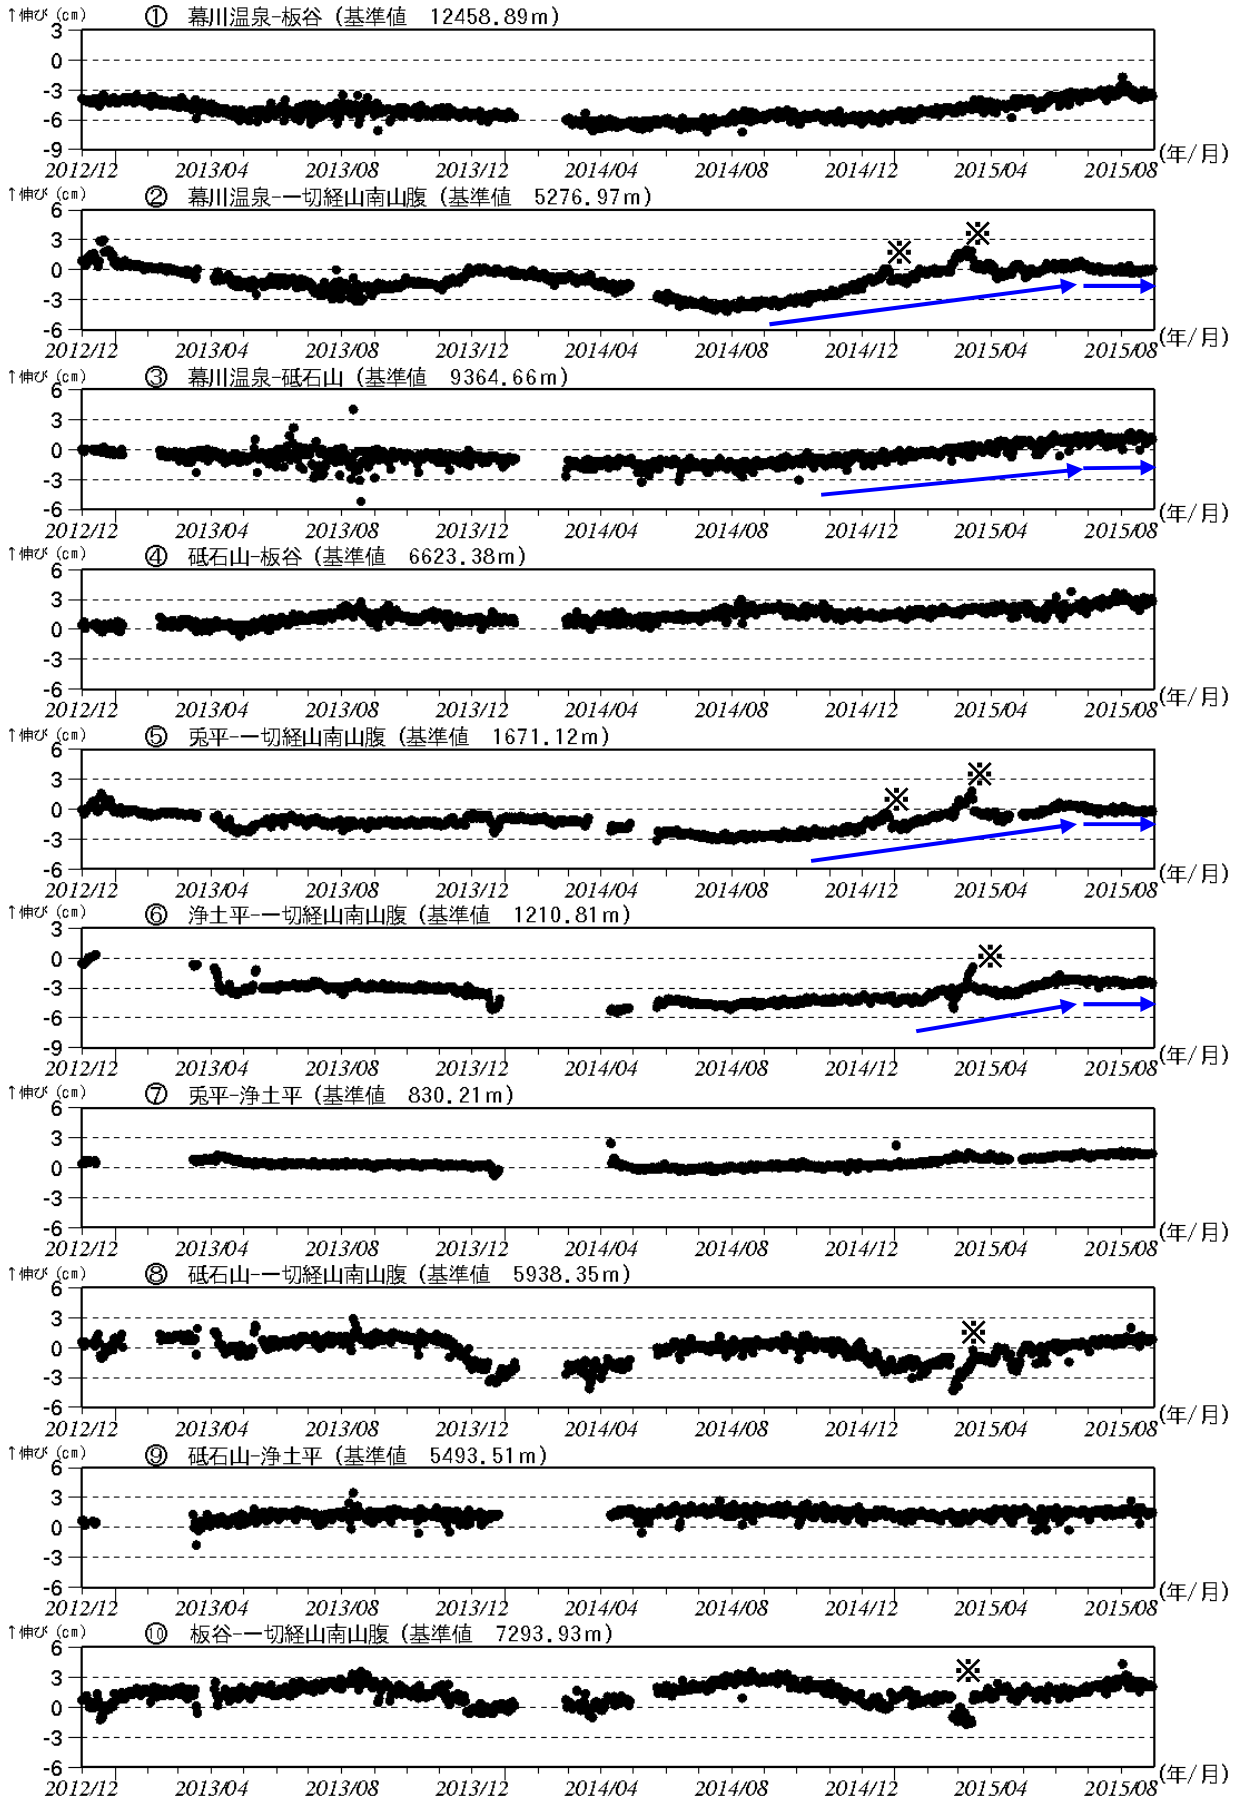 ↑伸び(cm) ① 幕川温泉-板谷 (基準値 12458.89m)
3
0
-3
-6
-9
2012/12 2013/04 2013/08 2013/12 2014/04 2014/08 2014/12 2015/04 2015/08 (年/月)
↑伸び(cm) ② 幕川温泉-一切経山南山腹 (基準値 5276.97m)
6
3 ※
0 ※
-3
-6
2012/12 2013/04 2013/08 2013/12 2014/04 2014/08 2014/12 2015/04 2015/08 (年/月)
↑伸び(cm) ③ 幕川温泉-砥石山 (基準値 9364.66m)
6
3
0
-3
-6
2012/12 2013/04 2013/08 2013/12 2014/04 2014/08 2014/12 2015/04 2015/08 (年/月)
↑伸び(cm) ④ 砥石山-板谷 (基準値 6623.38m)
6
3
0
-3
-6
2012/12 2013/04 2013/08 2013/12 2014/04 2014/08 2014/12 2015/04 2015/08 (年/月)
↑伸び(cm) ⑤ 兎平-一切経山南山腹 (基準値 1671.12m)
6
3 ※
0 ※
-3
-6
2012/12 2013/04 2013/08 2013/12 2014/04 2014/08 2014/12 2015/04 2015/08 (年/月)
↑伸び(cm) ⑥ 浄土平-一切経山南山腹 (基準値 1210.81m)
3
0 ※
-3
-6
-9
2012/12 2013/04 2013/08 2013/12 2014/04 2014/08 2014/12 2015/04 2015/08 (年/月)
↑伸び(cm) ⑦ 兎平-浄土平 (基準値 830.21m)
6
3
0
-3
-6
2012/12 2013/04 2013/08 2013/12 2014/04 2014/08 2014/12 2015/04 2015/08 (年/月)
↑伸び(cm) ⑧ 砥石山-一切経山南山腹 (基準値 5938.35m)
6
3 ※
0
-3
-6
2012/12 2013/04 2013/08 2013/12 2014/04 2014/08 2014/12 2015/04 2015/08 (年/月)
↑伸び(cm) ⑨ 砥石山-浄土平 (基準値 5493.51m)
6
3
0
-3
-6
2012/12 2013/04 2013/08 2013/12 2014/04 2014/08 2014/12 2015/04 2015/08 (年/月)
↑伸び(cm) ⑩ 板谷-一切経山南山腹 (基準値 7293.93m)
6
3 ※
0
-3
-6
2012/12 2013/04 2013/08 2013/12 2014/04 2014/08 2014/12 2015/04 2015/08 (年/月)